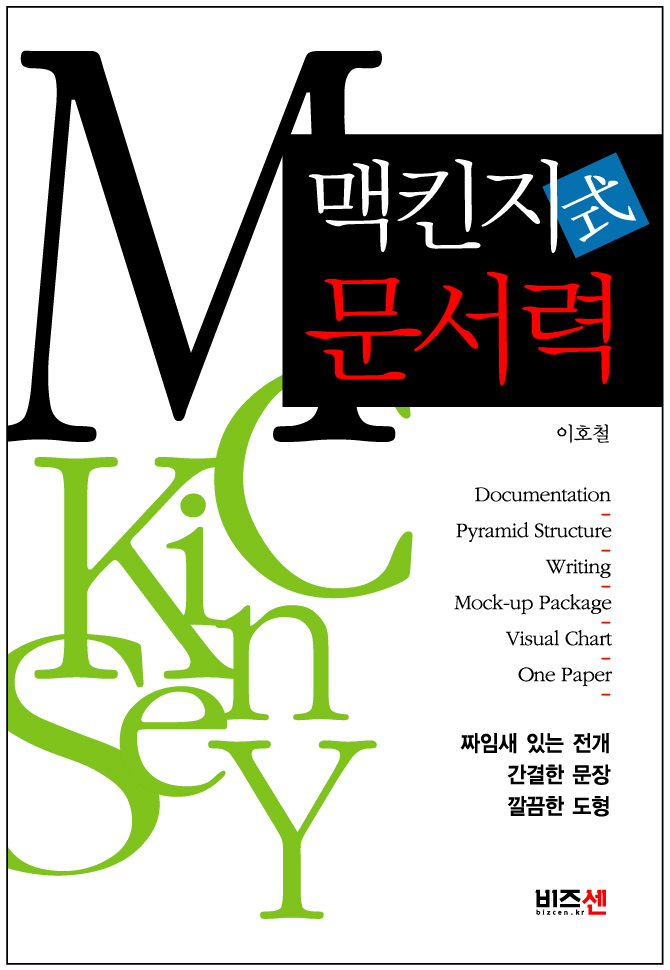 McKinSeY
맥킨지式
문서력
이호철
Documentation
Pyramid Structure
Writing
Mock-up Package
Visual Chart
One Paper
짜임새 있는 전개
간결한 문장
깔끔한 도형
비즈센
bizcen.kr